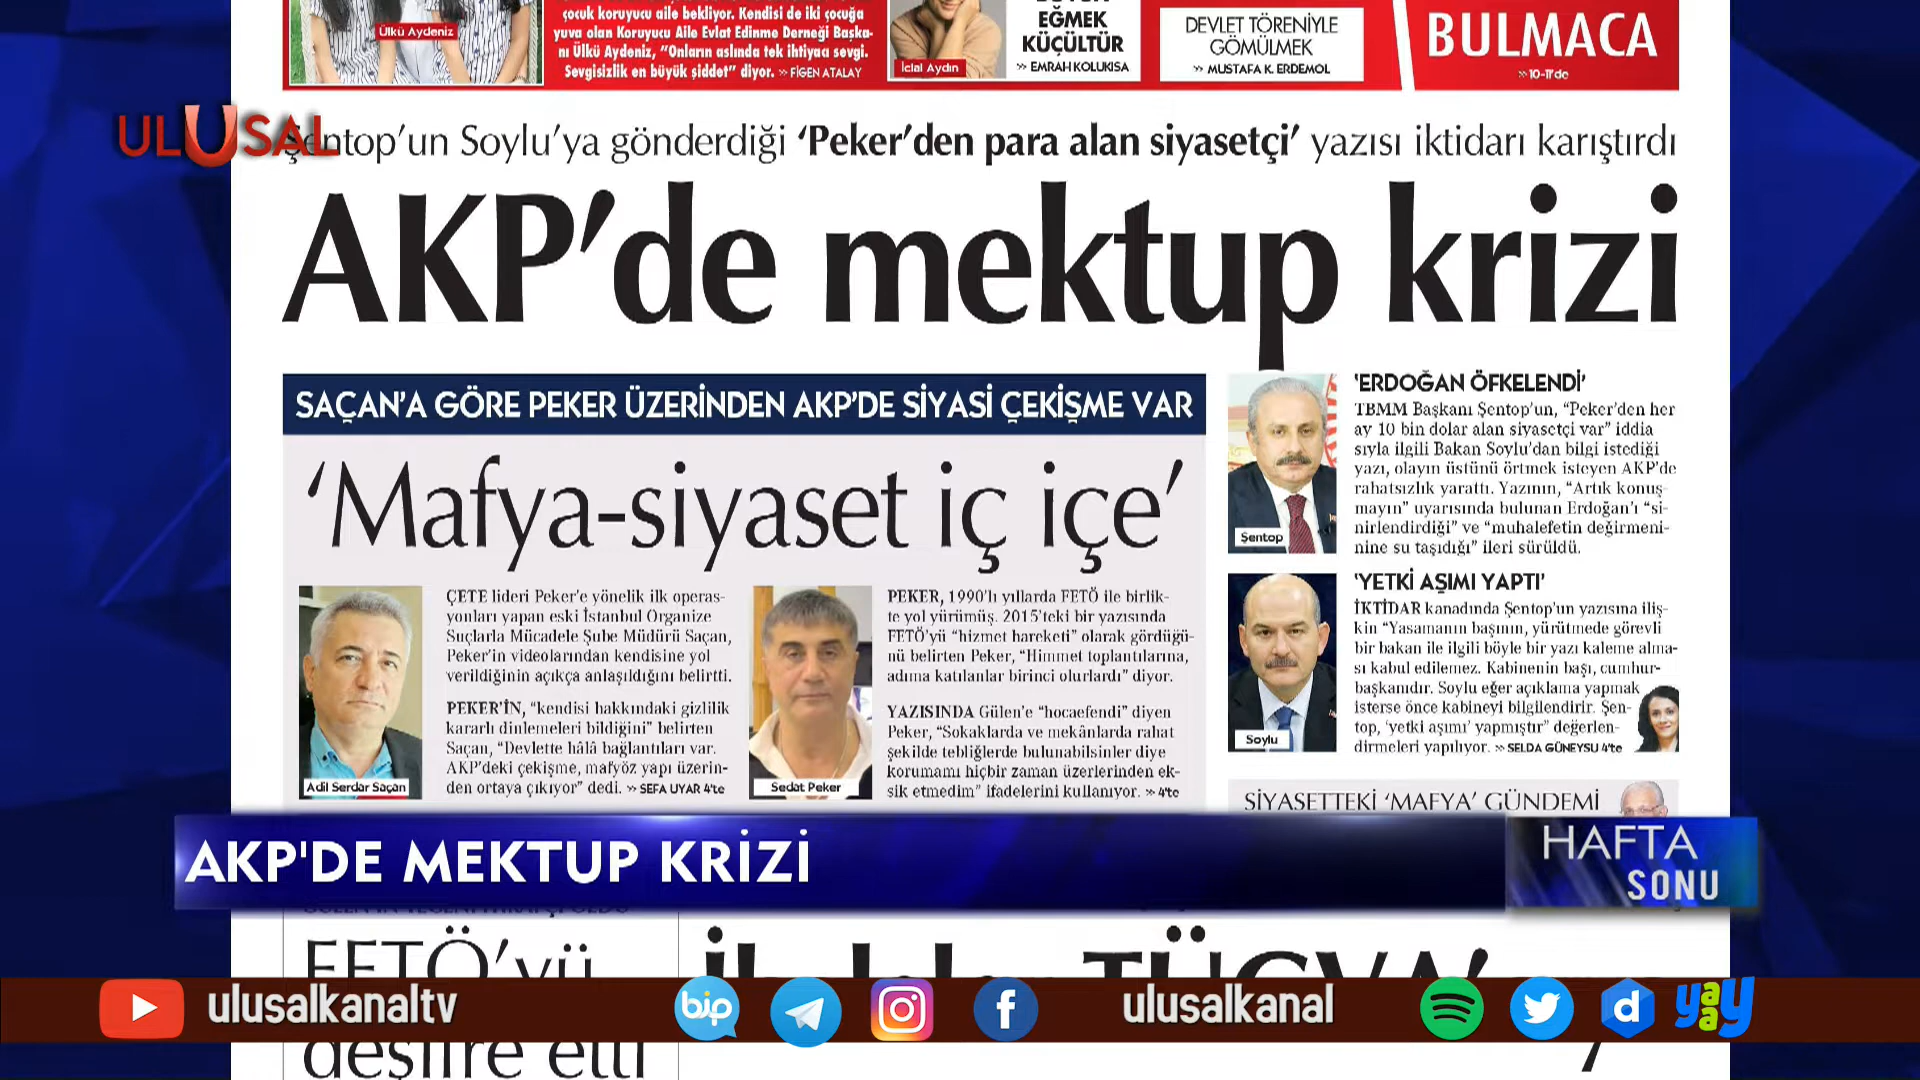 çocuk koruyucu aile bekliyor. Kendisi de iki çocuğa
yuva olan Koruyucu Aile Evlat Edinme Derneği Başka-
nı Ülkü Aydeniz, “Onların aslında tek ihtiyacı sevgi.
Sevgisizlik en büyük şiddet” diyor. >> FİGEN ATALAY
Ülkü Aydeniz
İclal Aydın
EĞMEK
KÜÇÜLTÜR
>> EMRAH KOLUKISA
DEVLET TÖRENİYLE
GÖMÜLMEK
>> MUSTAFA K. ERDEMOL
BULMACA
>> 10-11’de
ULUSAL
Şentop’un Soylu’ya gönderdiği ‘Peker’den para alan siyasetçi’ yazısı iktidarı karıştırdı
AKP’de mektup krizi
SAÇAN’A GÖRE PEKER ÜZERİNDEN AKP’DE SİYASİ ÇEKİŞME VAR
‘Mafya-siyaset iç içe’
Adil Serdar Saçan
ÇETE lideri Peker’e yönelik ilk operas-
yonları yapan eski İstanbul Organize
Suçlarla Mücadele Şube Müdürü Saçan,
Peker’in videolarından kendisine yol
verildiğinin açıkça anlaşıldığını belirtti.
PEKER’İN, “kendisi hakkındaki gizlilik
kararlı dinlemeleri bildiğini” belirten
Saçan, “Devlette hâlâ bağlantıları var.
AKP’deki çekişme, mafyöz yapı üzerin-
den ortaya çıkıyor” dedi. >> SEFA UYAR 4’te
Sedat Peker
PEKER, 1990’lı yıllarda FETÖ ile birlik-
te yol yürümüş. 2015’teki bir yazısında
FETÖ’yü “hizmet hareketi” olarak gördüğü-
nü belirten Peker, “Himmet toplantılarına,
adıma katılanlar birinci olurlardı” diyor.
YAZISINDA Gülen’e “hocaefendi” diyen
Peker, “Sokaklarda ve mekânlarda rahat
şekilde tebliğlerde bulunabilsinler diye
korumamı hiçbir zaman üzerlerinden ek-
sik etmedim” ifadelerini kullanıyor. >> 4’te
Şentop
‘ERDOĞAN ÖFKELENDİ’
TBMM Başkanı Şentop’un, “Peker’den her
ay 10 bin dolar alan siyasetçi var” iddia
sıyla ilgili Bakan Soylu’dan bilgi istediği
yazı, olayın üstünü örtmek isteyen AKP’de
rahatsızlık yarattı. Yazının, “Artık konuş-
mayın” uyarısında bulunan Erdoğan’ı “si-
nirlendirdiği” ve “muhalefetin değirmeni-
nine su taşıdığı” ileri sürüldü.
Soylu
‘YETKİ AŞIMI YAPTI’
İKTİDAR kanadında Şentop’un yazısına iliş-
kin “Yasamanın başının, yürütmede görevli
bir bakan ile ilgili böyle bir yazı kaleme alma-
sı kabul edilemez. Kabinenin başı, cumhur-
başkanıdır. Soylu eğer açıklama yapmak
isterse önce kabineyi bilgilendirir. Şen-
top, ‘yetki aşımı’ yapmıştır” değerlen-
dirmeleri yapılıyor. >> SELDA GÜNEYSU 4’te
SİYASETTEKİ ‘MAFYA’ GÜNDEMİ
AKP'DE MEKTUP KRİZİ
HAFTA
SONU
FETÖ’yü
deşifre etti
TÜGVA’
ulusalkanaltv
bip
ulusalkanal
d
yaay